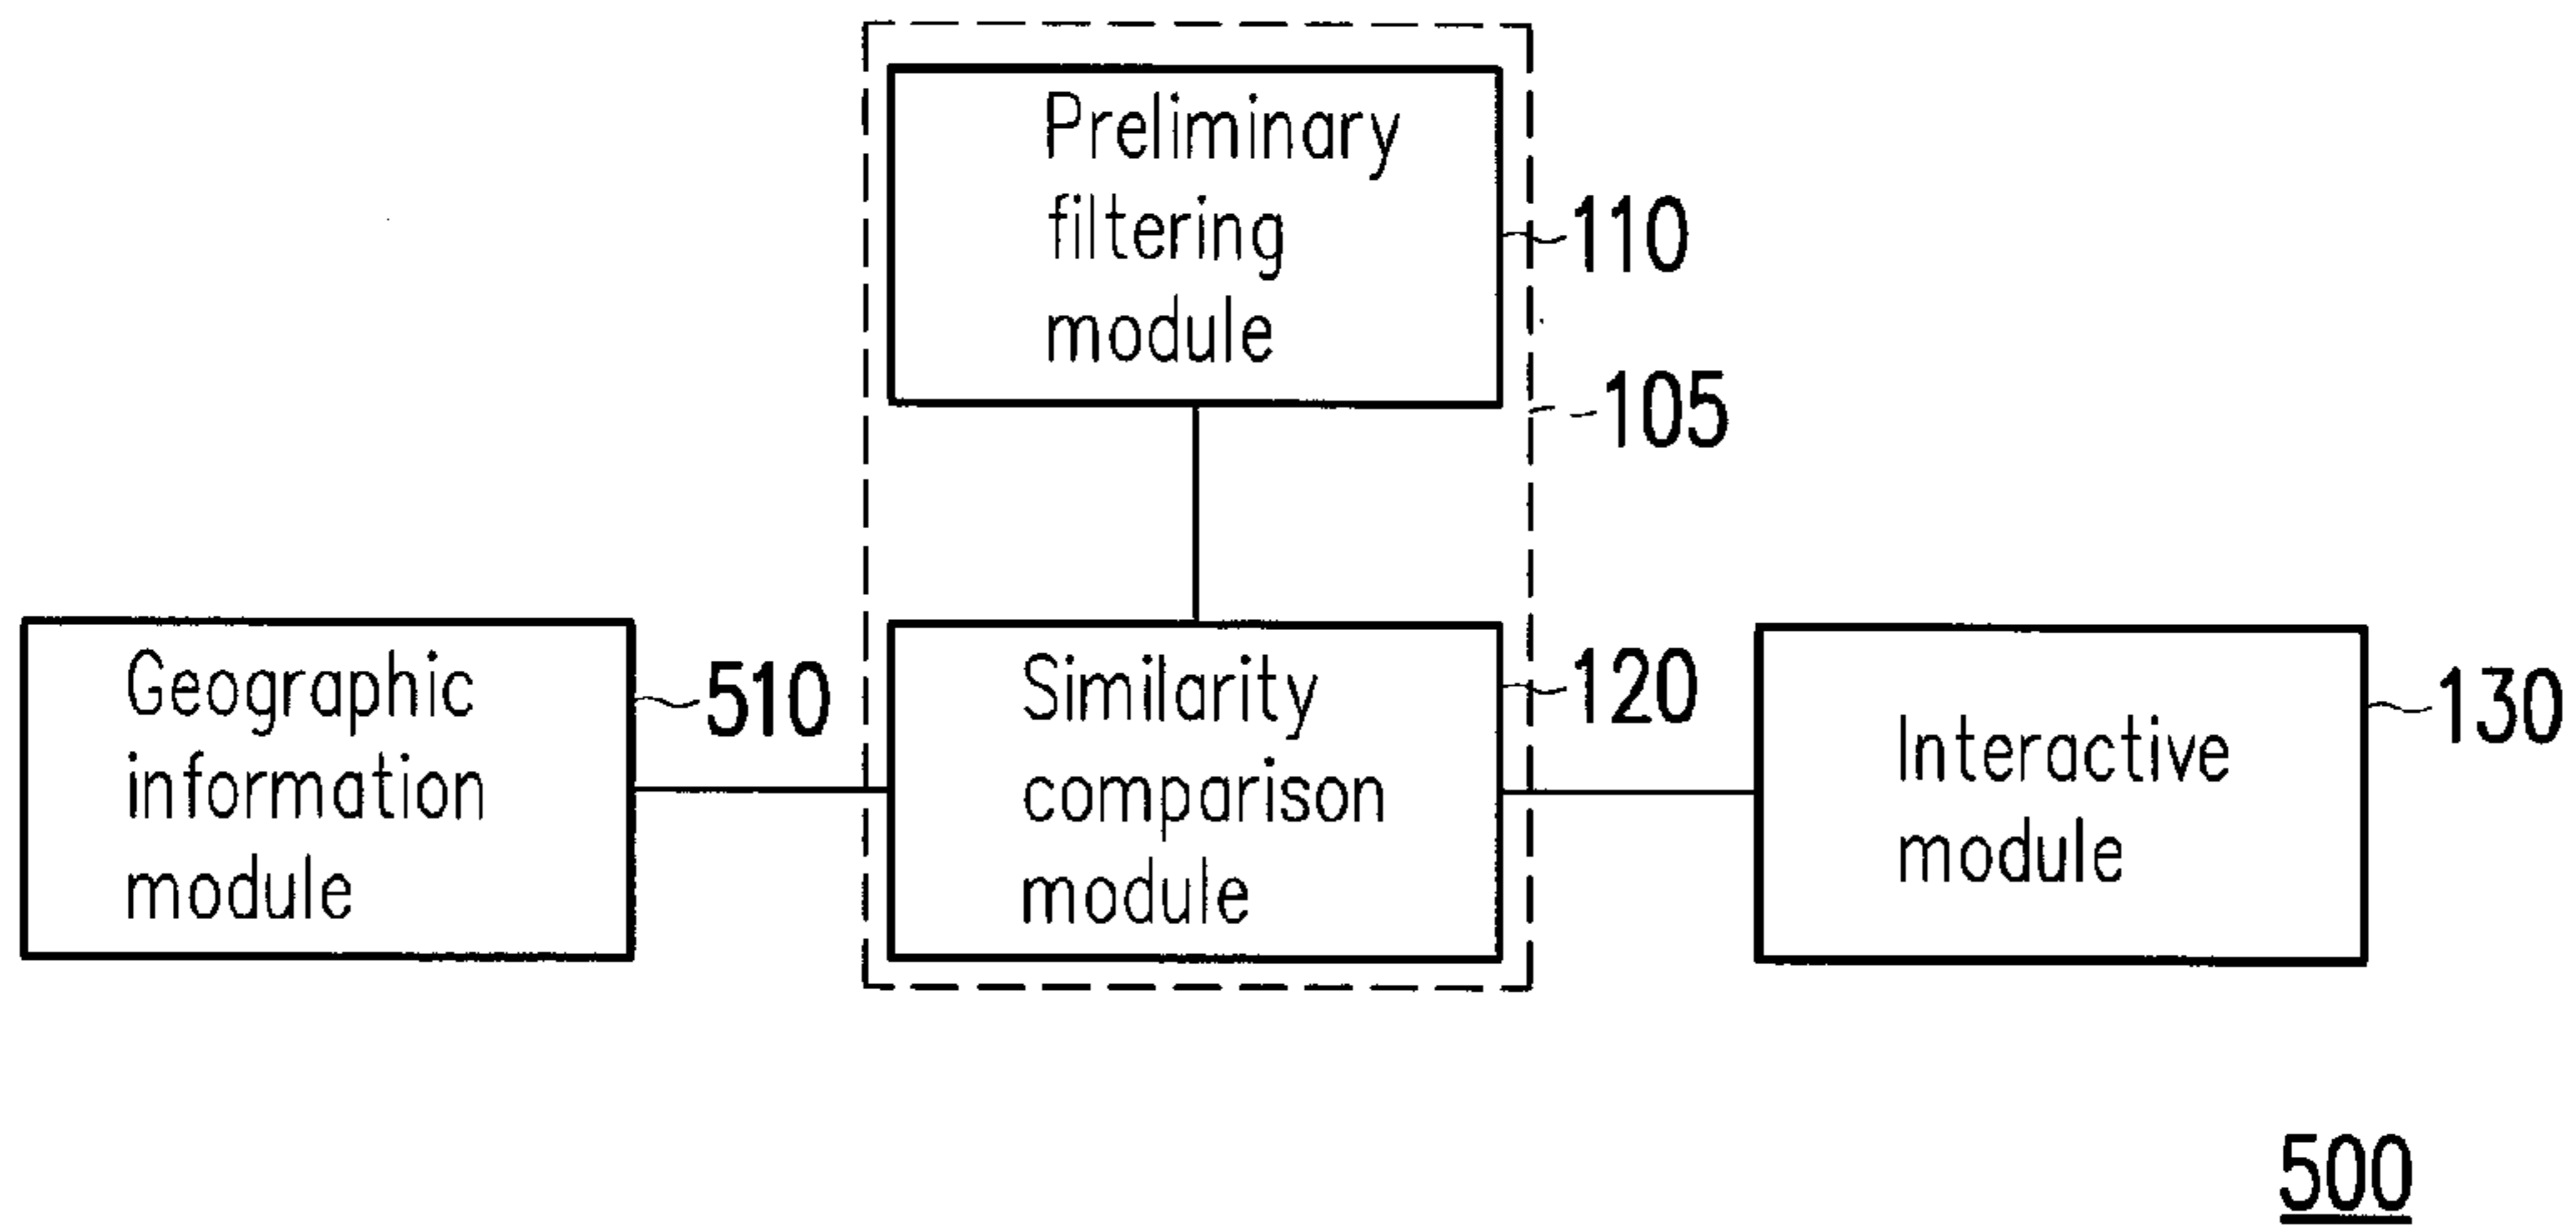 Preliminary
filtering
module
110
105
Geographic
information
module
510
Similarity
comparison
module
120
Interactive
module
130
500